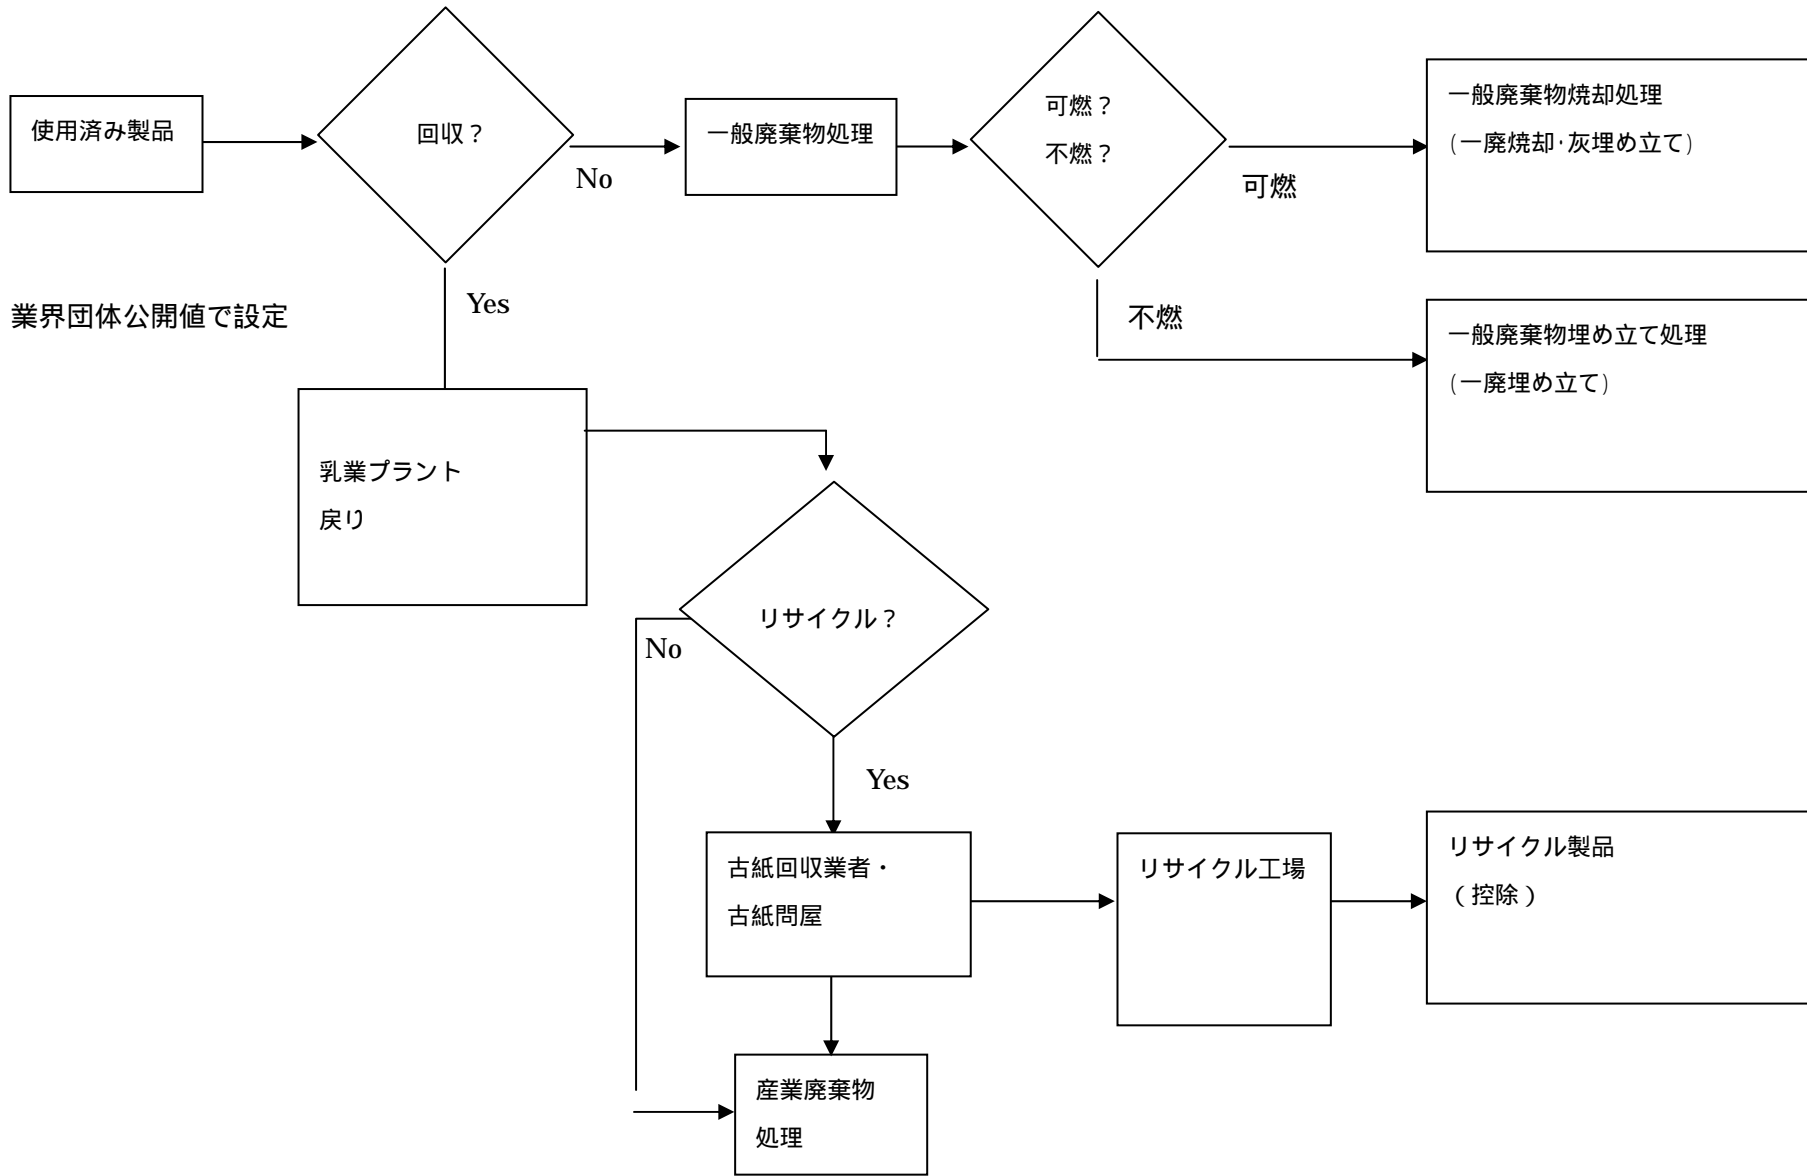 使用済み製品
回収？
No
一般廃棄物処理
可燃？
不燃？
可燃
一般廃棄物焼却処理
(一廃焼却・灰埋め立て)
業界団体公開値で設定
Yes
不燃
一般廃棄物埋め立て処理
(一廃埋め立て)
乳業プラント
戻り
リサイクル？
No
Yes
古紙回収業者・
古紙問屋
リサイクル工場
リサイクル製品
（控除）
産業廃棄物
処理